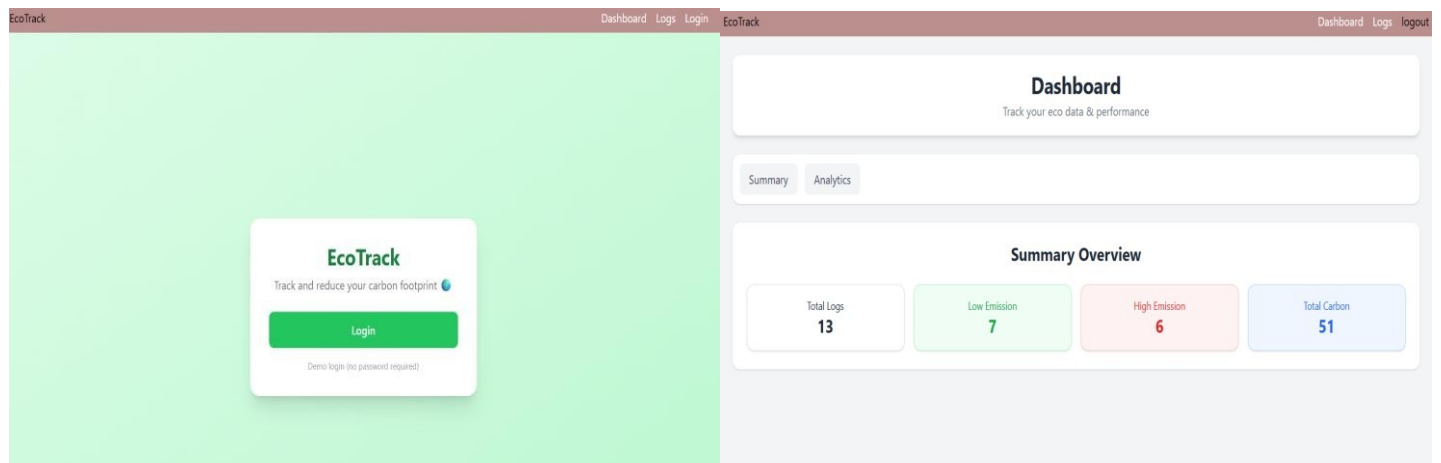 EcoTrack
Dashboard Logs Login
EcoTrack
Track and reduce your carbon footprint
Login
Demo login (no password required)
EcoTrack
Dashboard Logs logout
Dashboard
Track your eco data & performance
Summary Analytics
Summary Overview
Total Logs
13
Low Emission
7
High Emission
6
Total Carbon
51